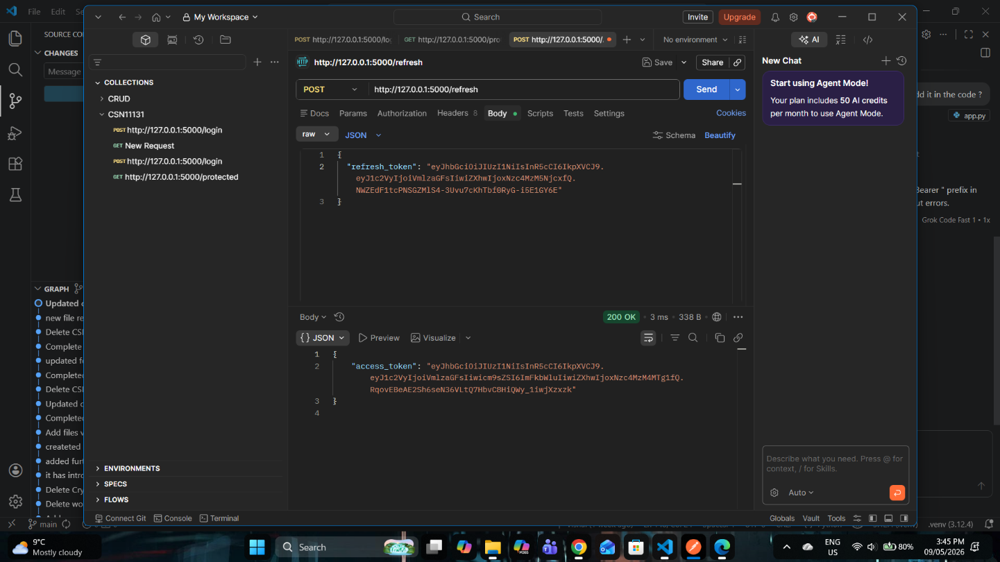 File
Edit
My Workspace
Search
Invite
Upgrade
SOURCE CO
CHANGES
Message
POST http://127.0.0.1:5000/lo
GET http://127.0.0.1:5000/pro
POST http://127.0.0.1:5000/.
No environment
AI
HTTP http://127.0.0.1:5000/refresh
Save
Share
New Chat
COLLECTIONS
CRUD
CSN11131
POST http://127.0.0.1:5000/login
GET New Request
POST http://127.0.0.1:5000/login
GET http://127.0.0.1:5000/protected
POST
http://127.0.0.1:5000/refresh
Send
Docs
Params
Authorization
Headers 8
Body
Scripts
Tests
Settings
Cookies
raw
JSON
Schema
Beautify
1 {
2 "refresh_token": "eyJhbGciOiJIUzI1NiIsInR5cCI6IkpXVCJ9.
eyJ1c2VyIjoiVmlzaGFsIiwiZXhwIjoxNzc4MzM5NjcxfQ.
NWZEdF1tcPNSGZMlS4-3Uvu7cKhTbf0RyG-i5E1GY6E"
3 }
Start using Agent Mode!
Your plan includes 50 AI credits
per month to use Agent Mode.
dd it in the code ?
app.py
Bearer " prefix in
ut errors.
Grok Code Fast 1 • 1x
Body
200 OK
3 ms
338 B
{} JSON
Preview
Visualize
1 {
2 "access_token": "eyJhbGciOiJIUzI1NiIsInR5cCI6IkpXVCJ9.
eyJ1c2VyIjoiVmlzaGFsIiwicm9sZSI6ImFkbWluIiwiZXhwIjoxNzc4MzM4MTg1fQ.
RqovEBeAE2Sh6seN36VLtQ7HbvC8HiQWy_1iwjXzxzk"
3 }
4
GRAPH
Updated c
new file re
Delete CSI
Complete
updated fe
Completed
Delete CSI
Updated c
Completed
Add files v
createted
added furt
it has intro
Delete Cry
Delete wo
ENVIRONMENTS
SPECS
FLOWS
Describe what you need. Press @ for
context, / for Skills.
Auto
Connect Git
Console
Terminal
Globals
Vault
Tools
main
.venv (3.12.4)
9°C
Mostly cloudy
Search
ENG
US
80%
3:45 PM
09/05/2026